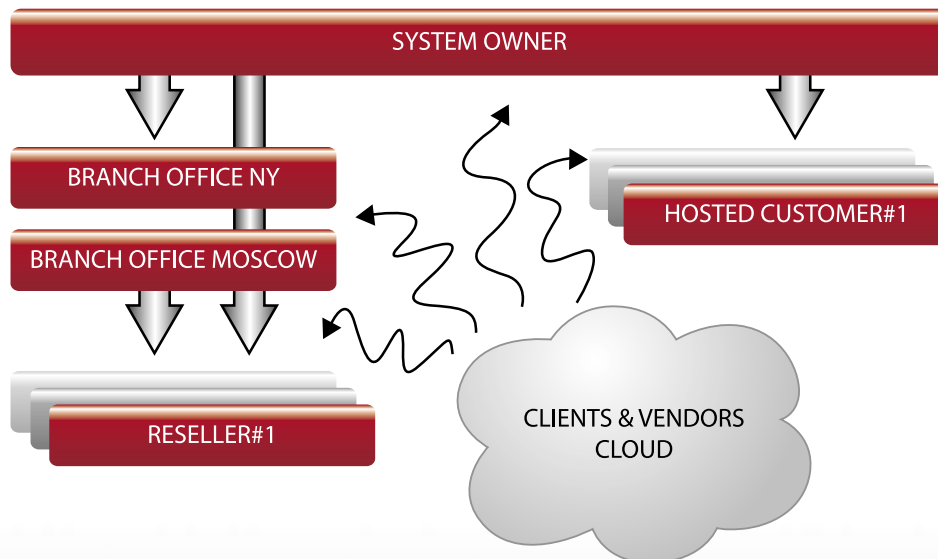 SYSTEM OWNER
BRANCH OFFICE NY
HOSTED CUSTOMER#1
BRANCH OFFICE MOSCOW
RESELLER#1
CLIENTS & VENDORS
CLOUD